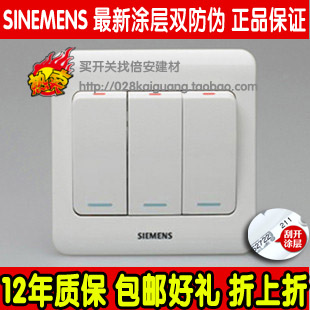 SINEMENS 最新涂层双防伪 正品保证
买开关找倍安建材
http://028kaiguang.taobao.com
SIEMENS
刮开
涂层
12年质保 包邮好礼 折上折